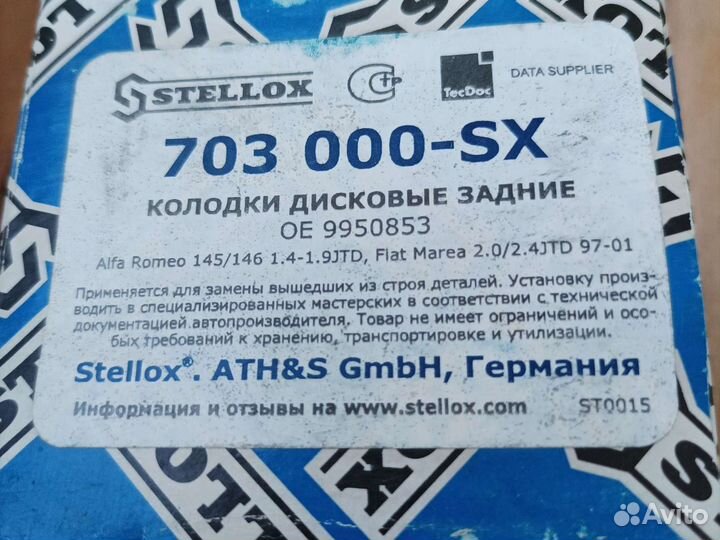 STELLOX
TecDoc
DATA SUPPLIER
703 000-SX
КОЛОДКИ ДИСКОВЫЕ ЗАДНИЕ
OE 9950853
Alfa Romeo 145/146 1.4-1.9JTD, Fiat Marea 2.0/2.4JTD 97-01
Применяется для замены вышедших из строя деталей. Установку произ-
водить в специализированных мастерских в соответствии с технической
документацией автопроизводителя. Товар не имеет ограничений и осо-
бых требований к хранению, транспортировке и утилизации.
Stellox®. ATH&S GmbH, Германия
Информация и отзывы на www.stellox.com ST0015
Avito